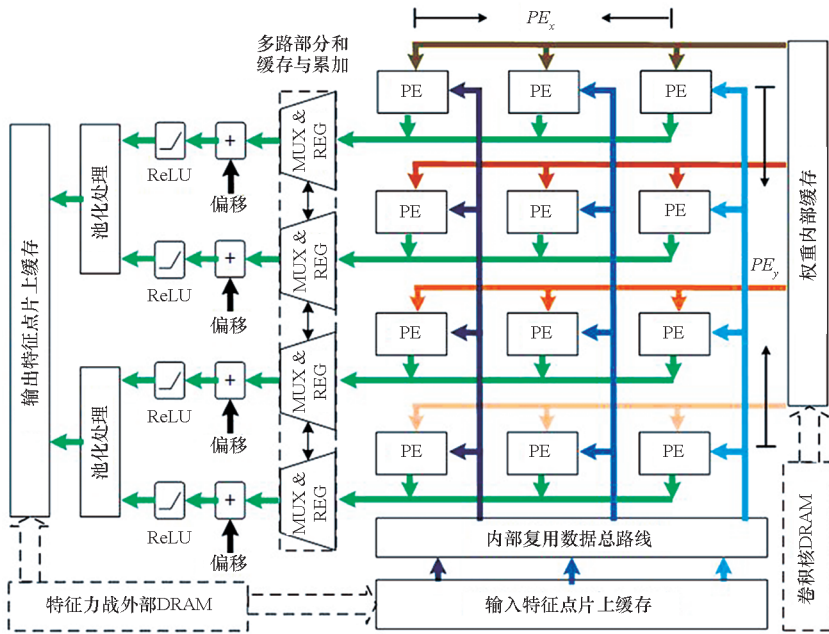 PEx
多路部分和
缓存与累加
PE
PE
PE
MUX &
REG
ReLU
+
偏移
池化处理
PE
PE
PE
MUX &
REG
ReLU
+
偏移
PEy
权重内部缓存
输出特征点片上缓存
PE
PE
PE
MUX &
REG
ReLU
+
偏移
池化处理
PE
PE
PE
MUX &
REG
ReLU
+
偏移
内部复用数据总路线
卷积核DRAM
特征力战外部DRAM
输入特征点片上缓存